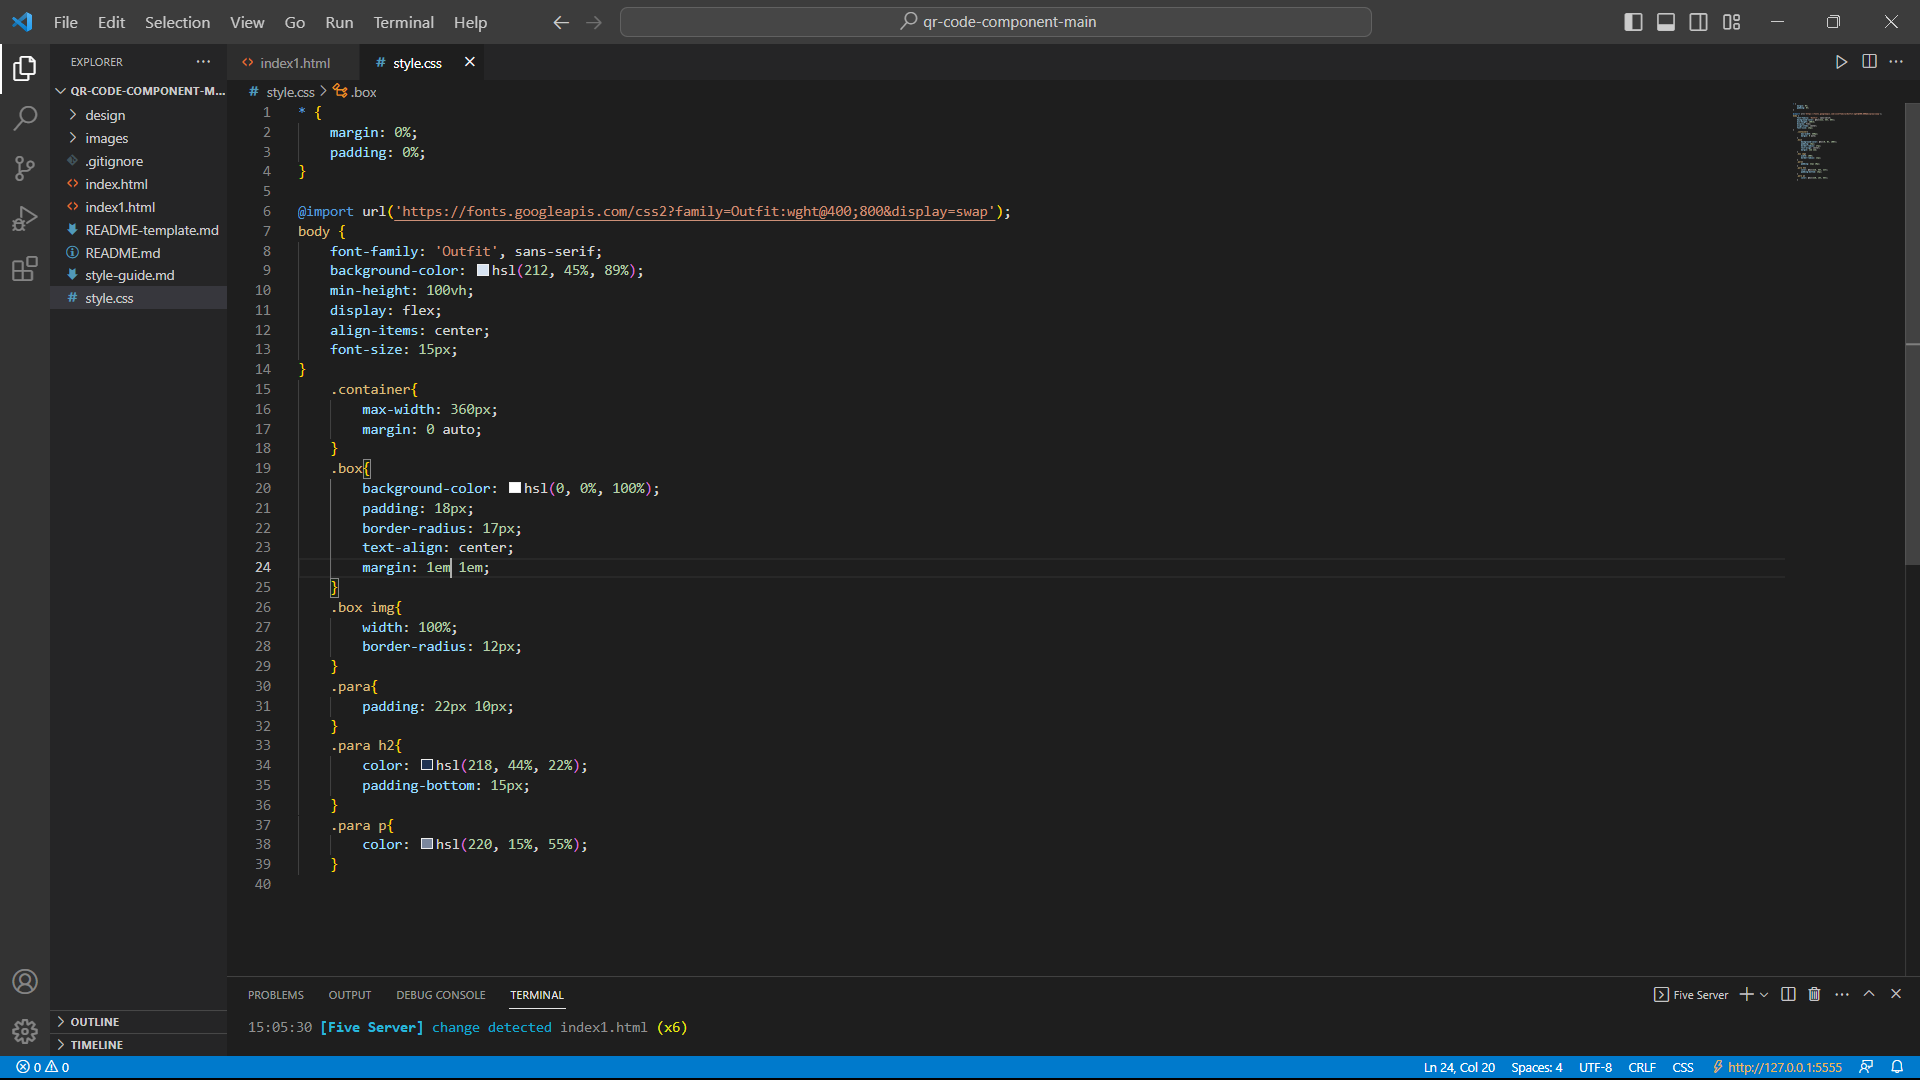 File Edit Selection View Go Run Terminal Help
qr-code-component-main
EXPLORER
QR-CODE-COMPONENT-M...
design
images
.gitignore
index.html
index1.html
README-template.md
README.md
style-guide.md
style.css
OUTLINE
TIMELINE
index1.html
style.css
style.css > .box
1 * {
2     margin: 0%;
3     padding: 0%;
4 }
5
6 @import url('https://fonts.googleapis.com/css2?family=Outfit:wght@400;800&display=swap');
7 body {
8     font-family: 'Outfit', sans-serif;
9     background-color: hsl(212, 45%, 89%);
10     min-height: 100vh;
11     display: flex;
12     align-items: center;
13     font-size: 15px;
14 }
15     .container{
16         max-width: 360px;
17         margin: 0 auto;
18     }
19     .box{
20         background-color: hsl(0, 0%, 100%);
21         padding: 18px;
22         border-radius: 17px;
23         text-align: center;
24         margin: 1em 1em;
25     }
26     .box img{
27         width: 100%;
28         border-radius: 12px;
29     }
30     .para{
31         padding: 22px 10px;
32     }
33     .para h2{
34         color: hsl(218, 44%, 22%);
35         padding-bottom: 15px;
36     }
37     .para p{
38         color: hsl(220, 15%, 55%);
39     }
40
PROBLEMS OUTPUT DEBUG CONSOLE TERMINAL
Five Server
15:05:30 [Five Server] change detected index1.html (x6)
0 0
Ln 24, Col 20 Spaces: 4 UTF-8 CRLF CSS http://127.0.0.1:5555